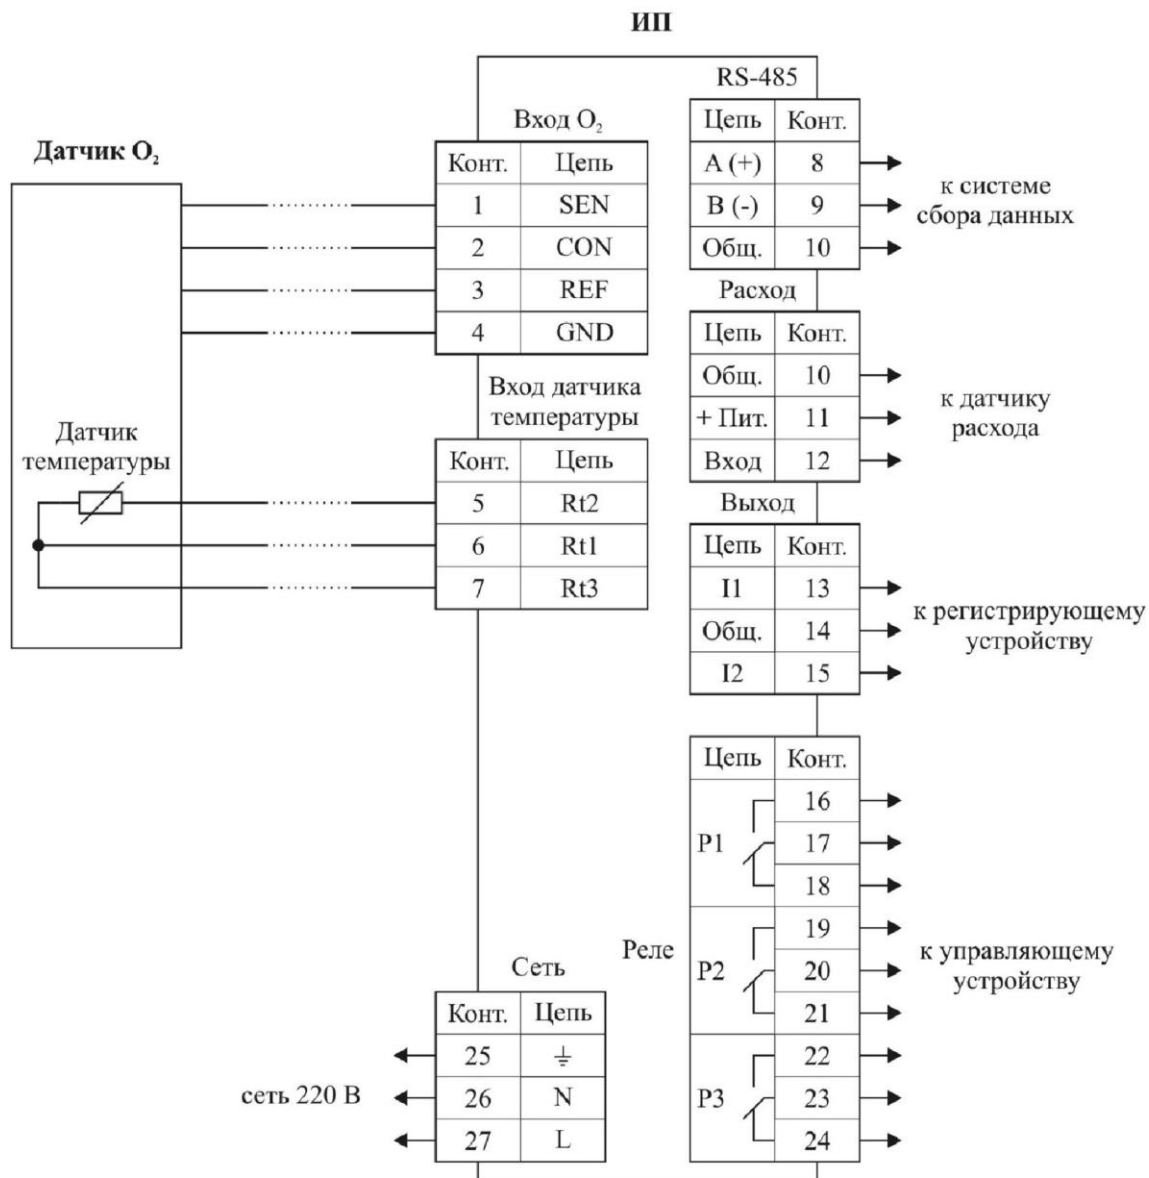 ИП
Датчик O₂
Датчик
температуры
Вход O₂
Конт. Цепь
1 SEN
2 CON
3 REF
4 GND
Вход датчика
температуры
Конт. Цепь
5 Rt2
6 Rt1
7 Rt3
Сеть
Конт. Цепь
25 ⏚
26 N
27 L
сеть 220 В
RS-485
Цепь Конт.
A (+) 8
B (-) 9
Общ. 10
к системе
сбора данных
Расход
Цепь Конт.
Общ. 10
+ Пит. 11
Вход 12
к датчику
расхода
Выход
Цепь Конт.
I1 13
Общ. 14
I2 15
к регистрирующему
устройству
Реле
Цепь Конт.
P1
16
17
18
P2
19
20
21
P3
22
23
24
к управляющему
устройству